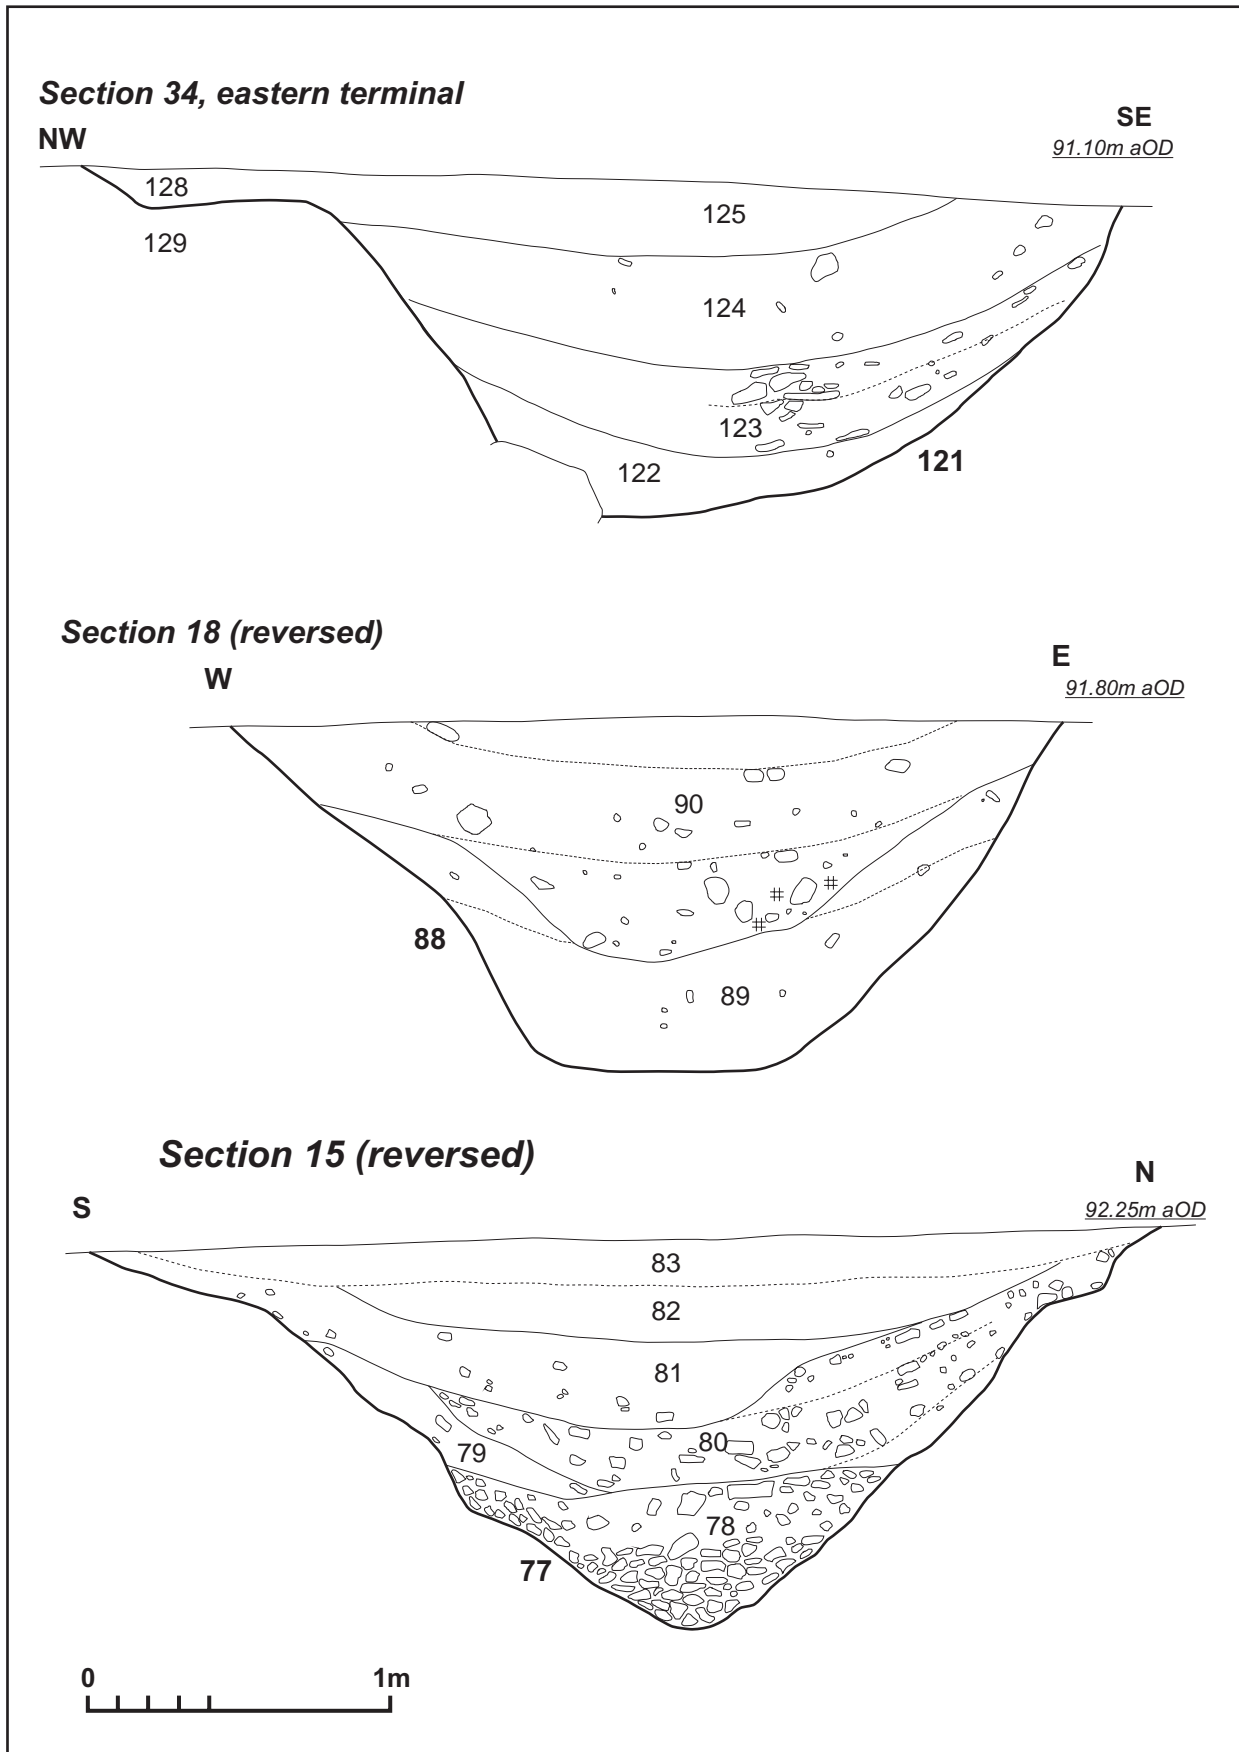 Section 34, eastern terminal
NW
SE
91.10m aOD
128
125
129
124
123
121
122
Section 18 (reversed)
W
E
91.80m aOD
90
88
89
Section 15 (reversed)
S
N
92.25m aOD
83
82
81
80
79
78
77
0 1m